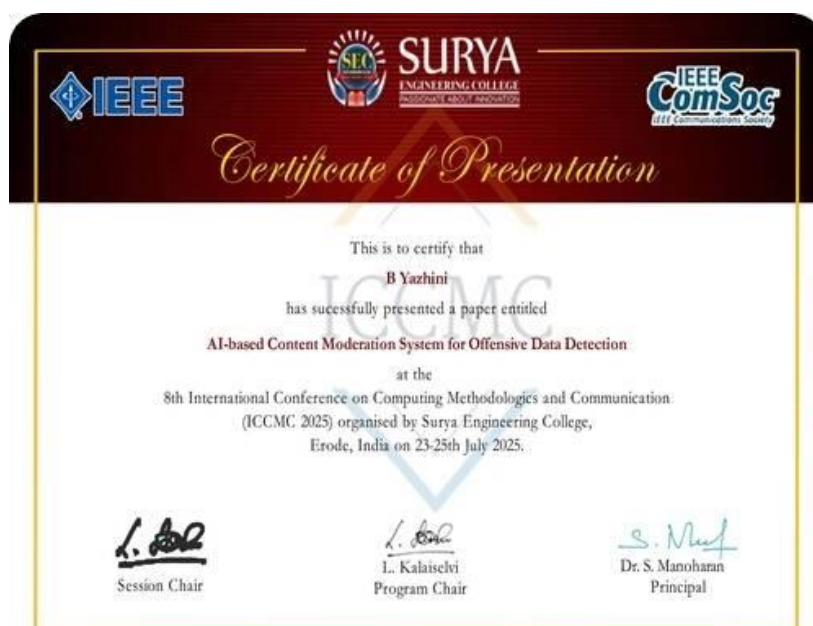 IEEE
SEC
SURYA
ENGINEERING COLLEGE
PASSIONATE ABOUT INNOVATION
IEEE
ComSoc
IEEE Communications Society
Certificate of Presentation
This is to certify that
B Yazhini
has sucessfully presented a paper entitled
ICCMC
AI-based Content Moderation System for Offensive Data Detection
at the
8th International Conference on Computing Methodologies and Communication
(ICCMC 2025) organised by Surya Engineering College,
Erode, India on 23-25th July 2025.
Session Chair
L. Kalaiselvi
Program Chair
Dr. S. Manoharan
Principal